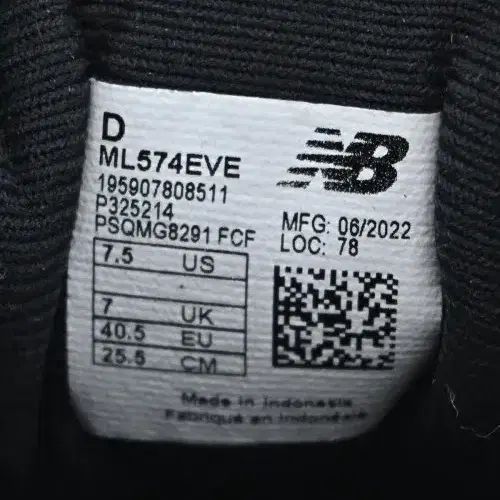 D
ML574EVE
195907808511
P325214
PSQMG8291 FCF
NB
MFG: 06/2022
LOC: 78
7.5 US
7 UK
40.5 EU
25.5 CM
Made in Indonesia
Fabriqué en Indonésie